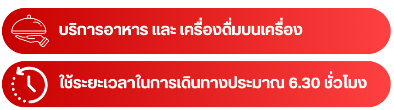 บริการอาหาร และ เครื่องดื่มบนเครื่อง
ใช้ระยะเวลาในการเดินทางประมาณ 6.30 ชั่วโมง